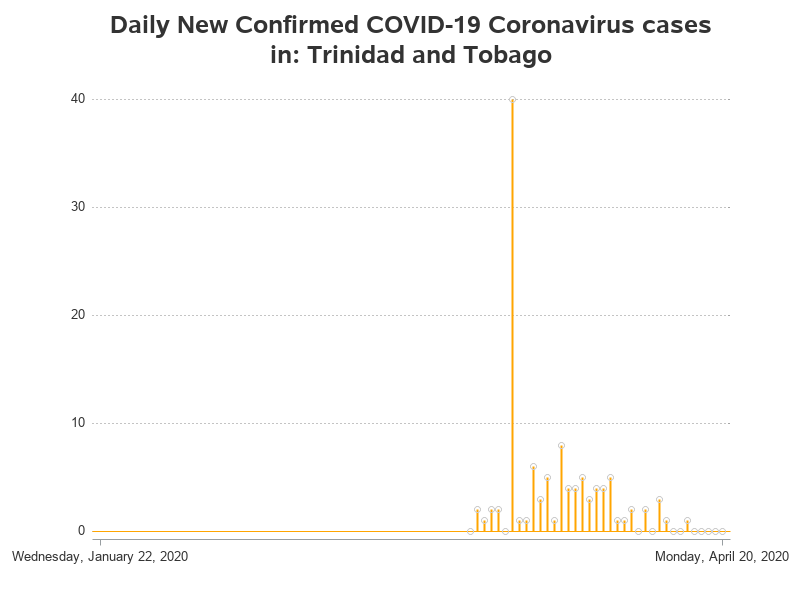 Daily New Confirmed COVID-19 Coronavirus cases
in: Trinidad and Tobago
40
30
20
10
0
Wednesday, January 22, 2020
Monday, April 20, 2020